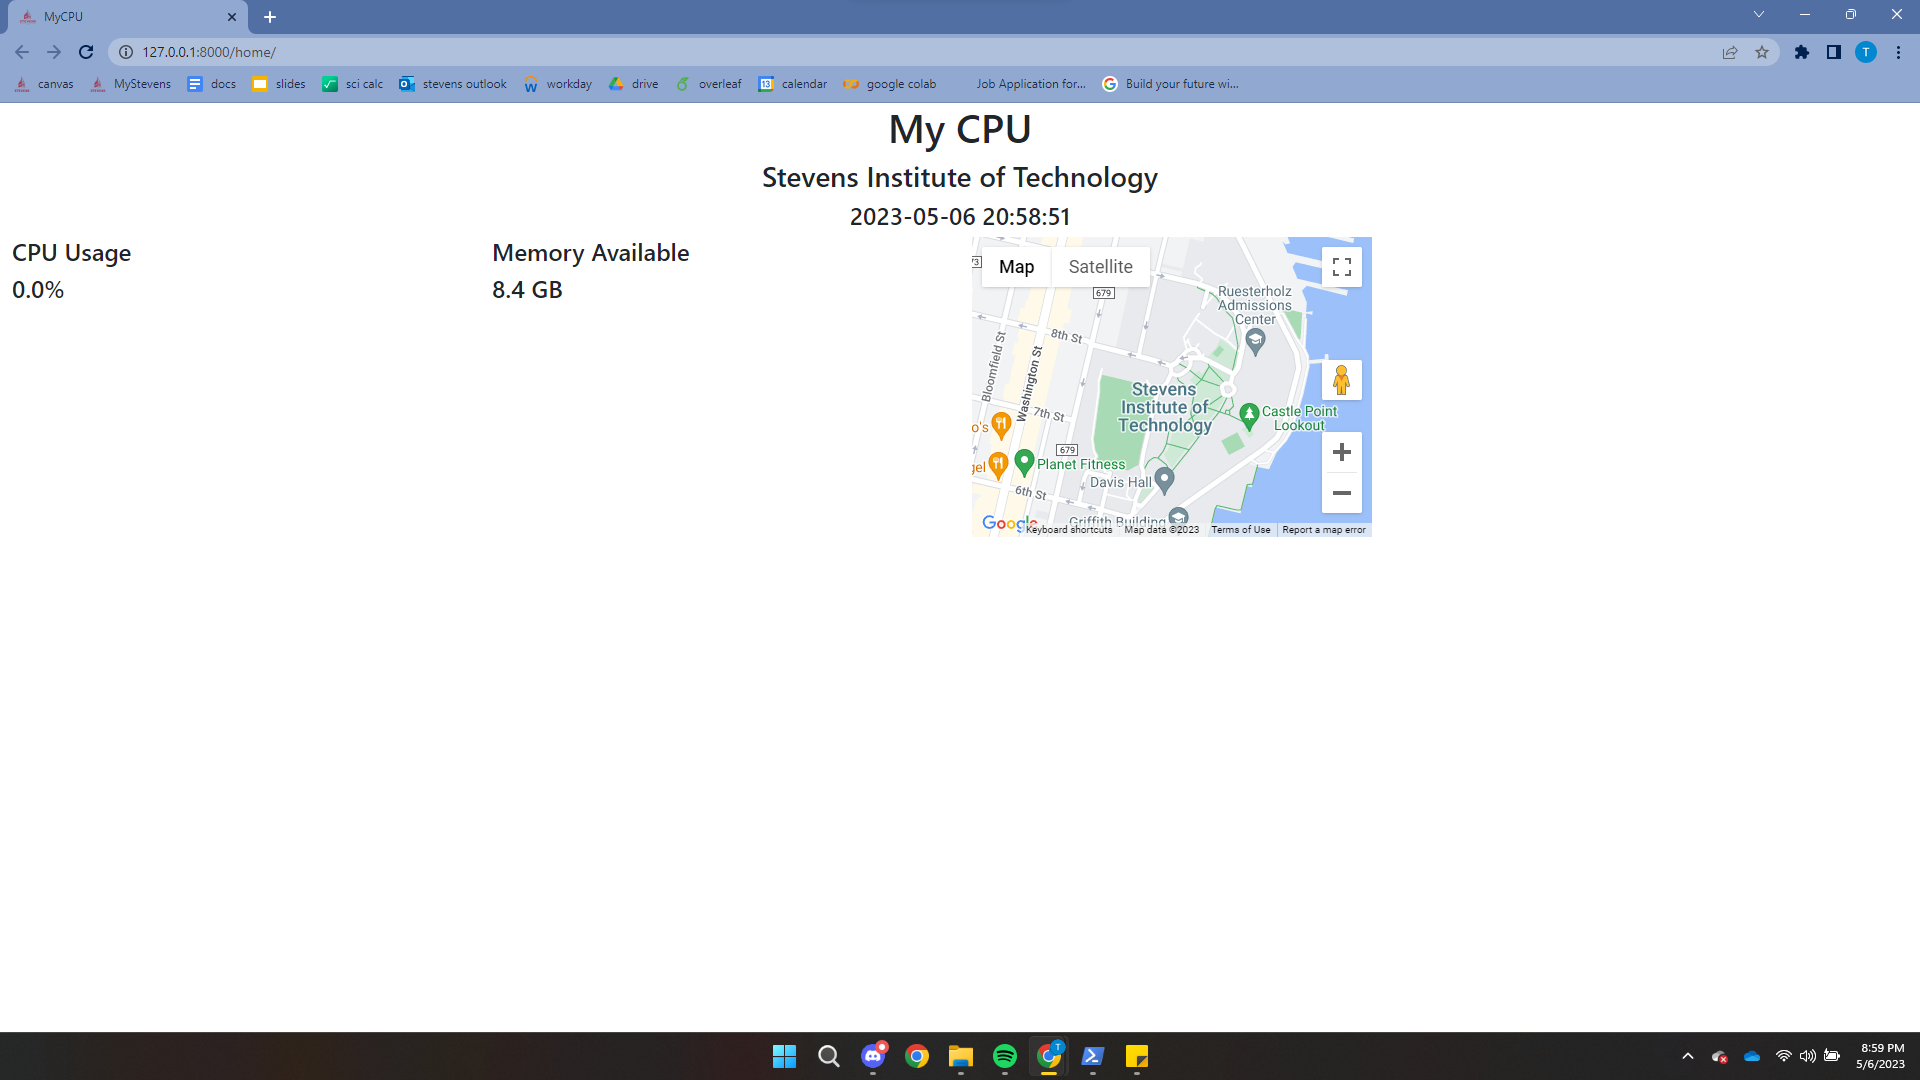 MyCPU
127.0.0.1:8000/home/
T
canvas MyStevens docs slides sci calc stevens outlook workday drive overleaf calendar google colab Job Application for... Build your future wi...
My CPU
Stevens Institute of Technology
2023-05-06 20:58:51
CPU Usage
0.0%
Memory Available
8.4 GB
Map Satellite
679
Ruesterholz
Admissions
Center
8th St
Bloomfield St
Washington St
Stevens
Institute of
Technology
7th St
Castle Point
Lookout
o's
679
gel
Planet Fitness
Davis Hall
6th St
Griffith Building
Google
Keyboard shortcuts Map data ©2023 Terms of Use Report a map error
T
8:59 PM
5/6/2023